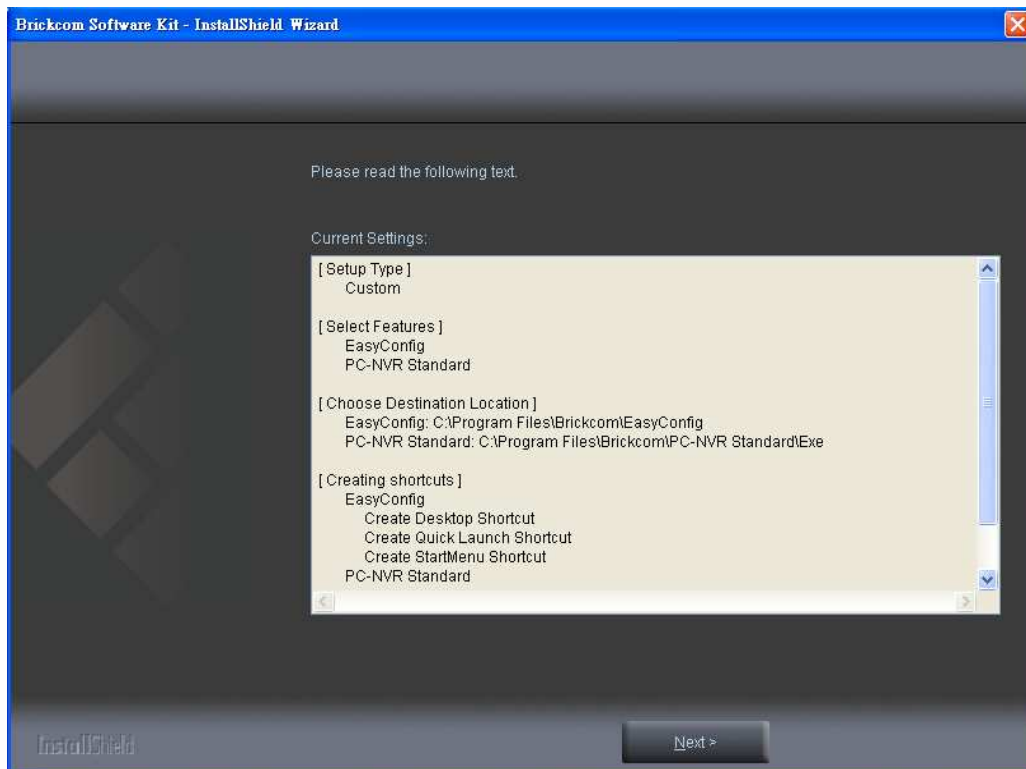 Brickcom Software Kit - InstallShield Wizard
Please read the following text.
Current Settings:
[ Setup Type ]
Custom
[ Select Features ]
EasyConfig
PC-NVR Standard
[ Choose Destination Location ]
EasyConfig: C:\Program Files\Brickcom\EasyConfig
PC-NVR Standard: C:\Program Files\Brickcom\PC-NVR Standard\Exe
[ Creating shortcuts ]
EasyConfig
Create Desktop Shortcut
Create Quick Launch Shortcut
Create StartMenu Shortcut
PC-NVR Standard
InstallShield
Next >